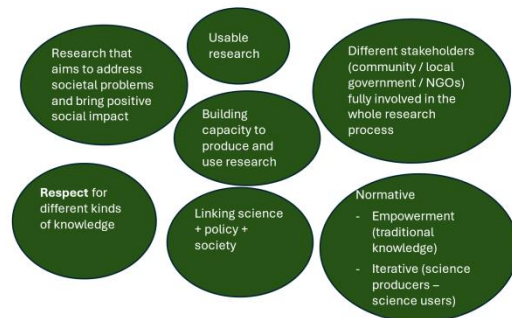 Research that
aims to address
societal problems
and bring positive
social impact
Usable
research
Different stakeholders
(community / local
government / NGOs)
fully involved in the
whole research
process
Building
capacity to
produce and
use research
Respect for
different kinds
of knowledge
Linking science
+ policy +
society
Normative
- Empowerment
(traditional
knowledge)
- Iterative (science
producers –
science users)